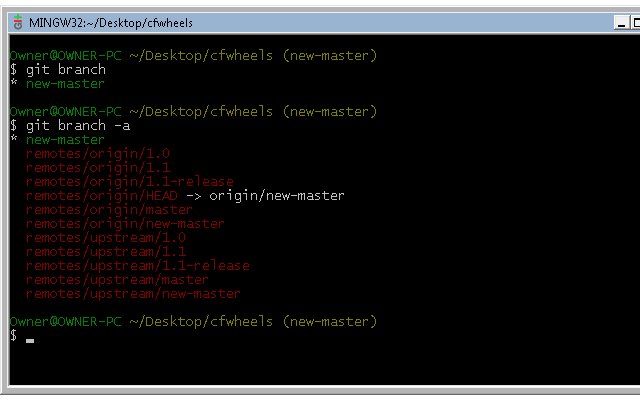 MINGW32:~/Desktop/cfwheels
Owner@OWNER-PC ~/Desktop/cfwheels (new-master)
$ git branch
* new-master
Owner@OWNER-PC ~/Desktop/cfwheels (new-master)
$ git branch -a
* new-master
remotes/origin/1.0
remotes/origin/1.1
remotes/origin/1.1-release
remotes/origin/HEAD -> origin/new-master
remotes/origin/master
remotes/origin/new-master
remotes/upstream/1.0
remotes/upstream/1.1
remotes/upstream/1.1-release
remotes/upstream/master
remotes/upstream/new-master
Owner@OWNER-PC ~/Desktop/cfwheels (new-master)
$